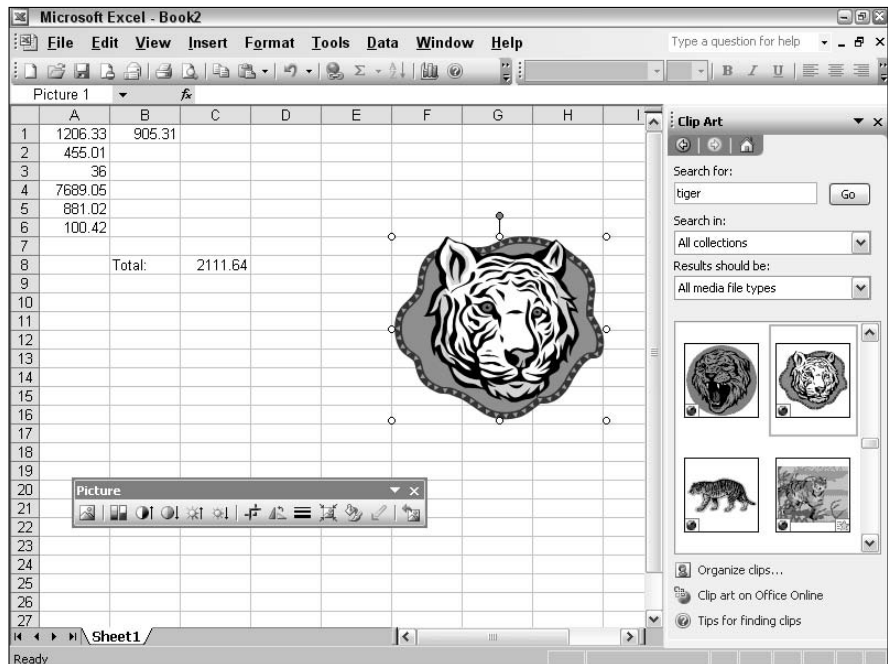 Microsoft Excel - Book2
File Edit View Insert Format Tools Data Window Help Type a question for help
B I U
Picture 1 fx
A B C D E F G H I
1 1206.33 905.31
2 455.01
3 36
4 7689.05
5 881.02
6 100.42
7
8 Total: 2111.64
9
10
11
12
13
14
15
16
17
18
19
20
21
22
23
24
25
26
27
Picture
Sheet1
Ready
Clip Art
Search for:
tiger Go
Search in:
All collections
Results should be:
All media file types
Organize clips...
Clip art on Office Online
Tips for finding clips